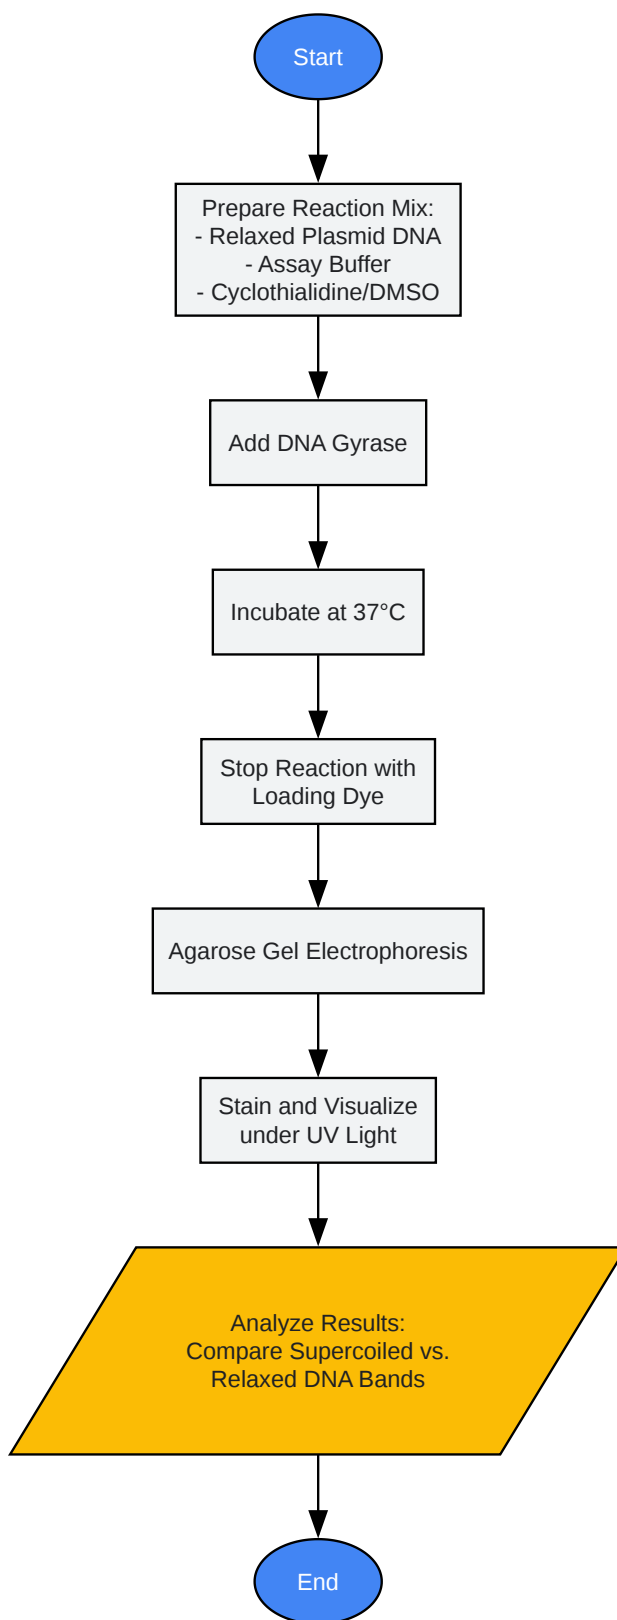 Start
Prepare Reaction Mix:
- Relaxed Plasmid DNA
- Assay Buffer
- Cyclothialidine/DMSO
Add DNA Gyrase
Incubate at 37°C
Stop Reaction with
Loading Dye
Agarose Gel Electrophoresis
Stain and Visualize
under UV Light
Analyze Results:
Compare Supercoiled vs.
Relaxed DNA Bands
End